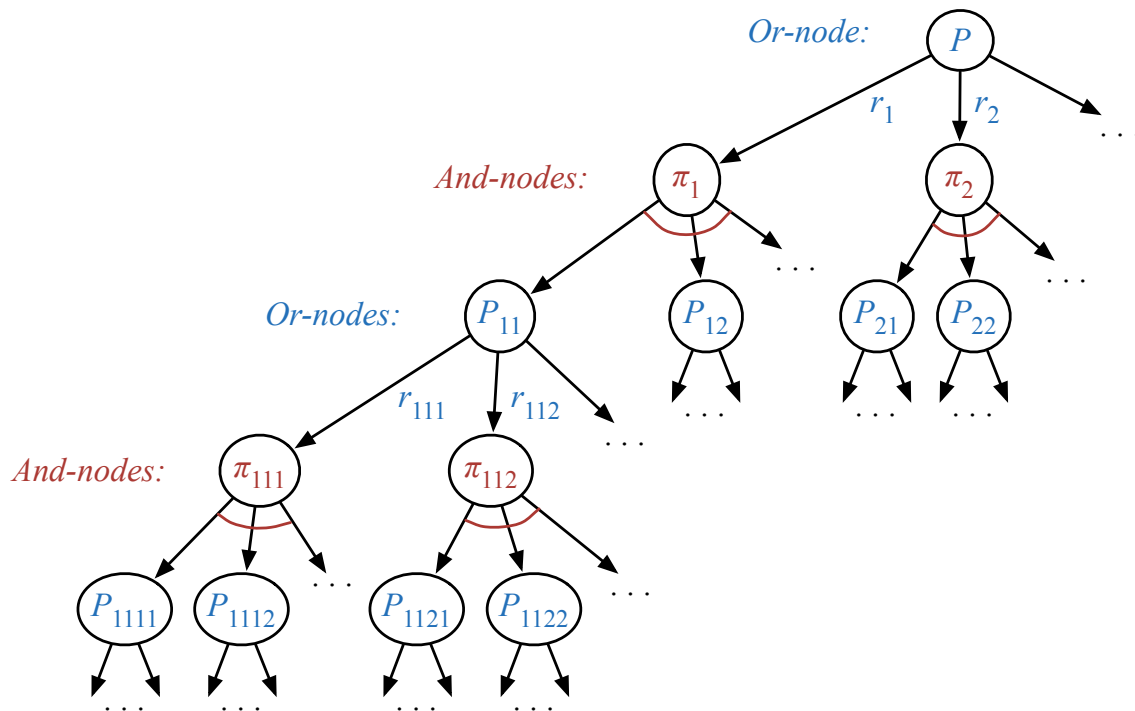 Or-node: P
r₁ r₂ . .
And-nodes: π₁ π₂
. . . . . .
Or-nodes: P₁₁ P₁₂ P₂₁ P₂₂
r₁₁₁ r₁₁₂ . . . . . . . . . . . .
And-nodes: π₁₁₁ π₁₁₂
. . . . . .
P₁₁₁₁ P₁₁₁₂ P₁₁₂₁ P₁₁₂₂
. . . . . . . . . . . .